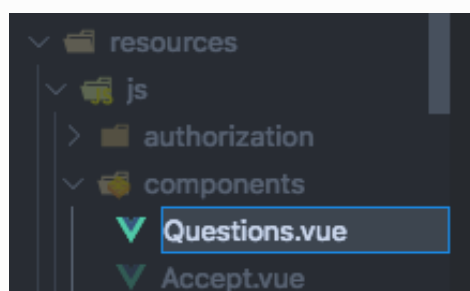 resources
js
authorization
components
Questions.vue
Accept.vue